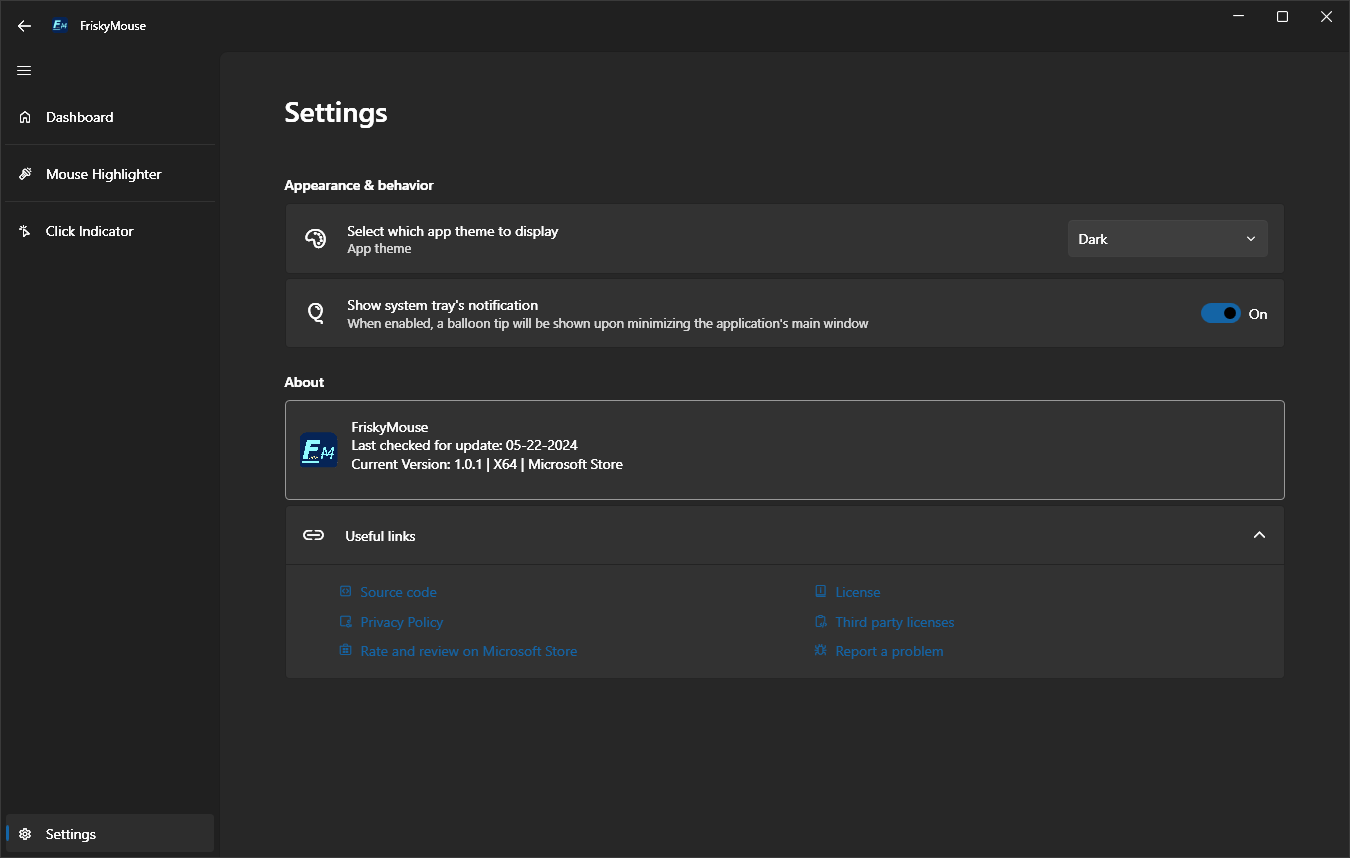 FM FriskyMouse
Dashboard
Mouse Highlighter
Click Indicator
Settings
Settings
Appearance & behavior
Select which app theme to display
App theme
Dark
Show system tray's notification
When enabled, a balloon tip will be shown upon minimizing the application's main window
On
About
FM
FriskyMouse
Last checked for update: 05-22-2024
Current Version: 1.0.1 | X64 | Microsoft Store
Useful links
Source code
License
Privacy Policy
Third party licenses
Rate and review on Microsoft Store
Report a problem